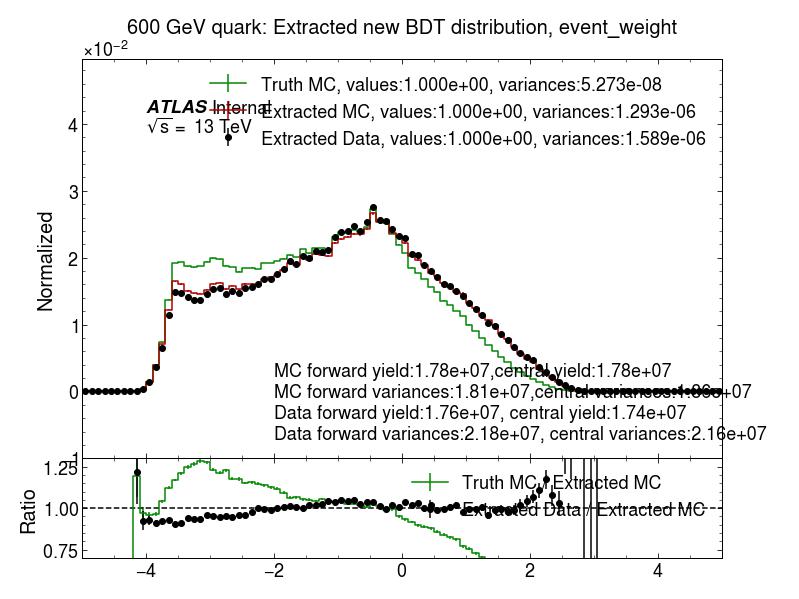 600 GeV quark: Extracted new BDT distribution, event_weight
×10⁻²
Truth MC, values:1.000e+00, variances:5.273e-08
ATLAS Internal
Extracted MC, values:1.000e+00, variances:1.293e-06
√s = 13 TeV
Extracted Data, values:1.000e+00, variances:1.589e-06
4
3
2
1
0
Normalized
MC forward yield:1.78e+07,central yield:1.78e+07
MC forward variances:1.81e+07,central variances:
Data forward yield:1.76e+07, central yield:1.74e+07
Data forward variances:2.18e+07, central variances:2.16e+07
1
1.25
1.00
0.75
Ratio
Truth MC / Extracted MC
Extracted Data / Extracted MC
−4 −2 0 2 4